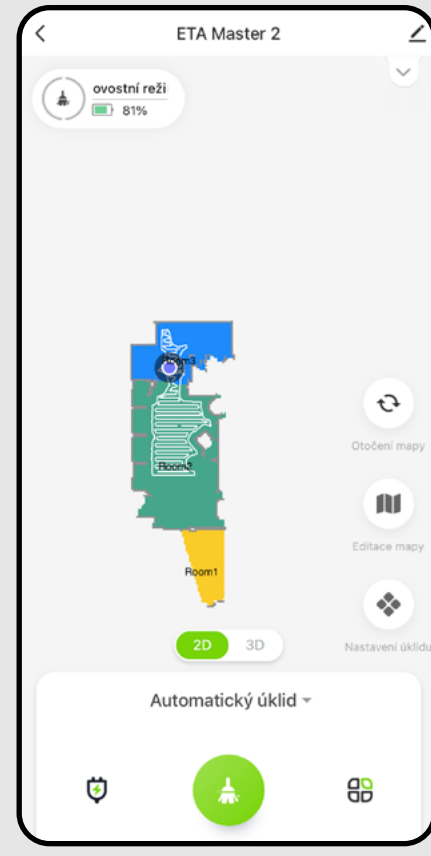 ETA Master 2
ovostní reži
81%
Room3
Room2
Room1
Otočení mapy
Editace mapy
2D 3D
Nastavení úklidu
Automatický úklid